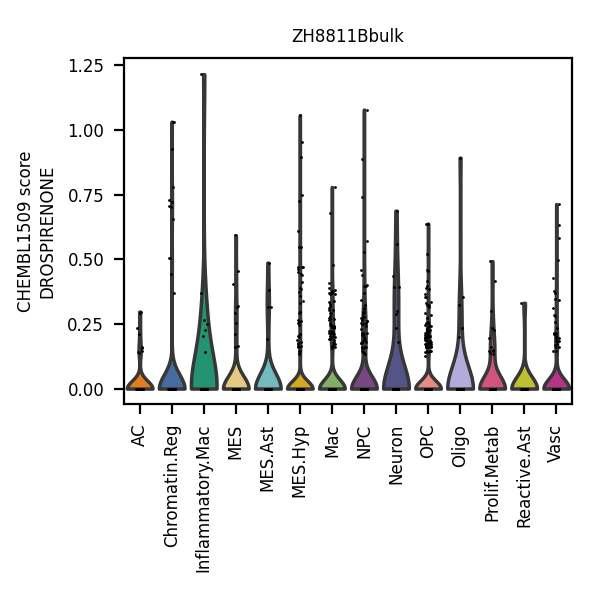 ZH8811Bbulk
CHEMBL1509 score
DROSPIRENONE
1.25
1.00
0.75
0.50
0.25
0.00
AC
Chromatin.Reg
Inflammatory.Mac
MES
MES.Ast
MES.Hyp
Mac
NPC
Neuron
OPC
Oligo
Prolif.Metab
Reactive.Ast
Vasc